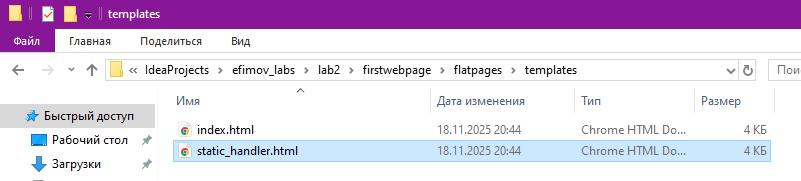 templates
Файл Главная Поделиться Вид
« IdeaProjects › efimov_labs › lab2 › firstwebpage › flatpages › templates Пои
Имя Дата изменения Тип Размер
Быстрый доступ
index.html 18.11.2025 20:44 Chrome HTML Do... 4 КБ
Рабочий стол
static_handler.html 18.11.2025 20:44 Chrome HTML Do... 4 КБ
Загрузки